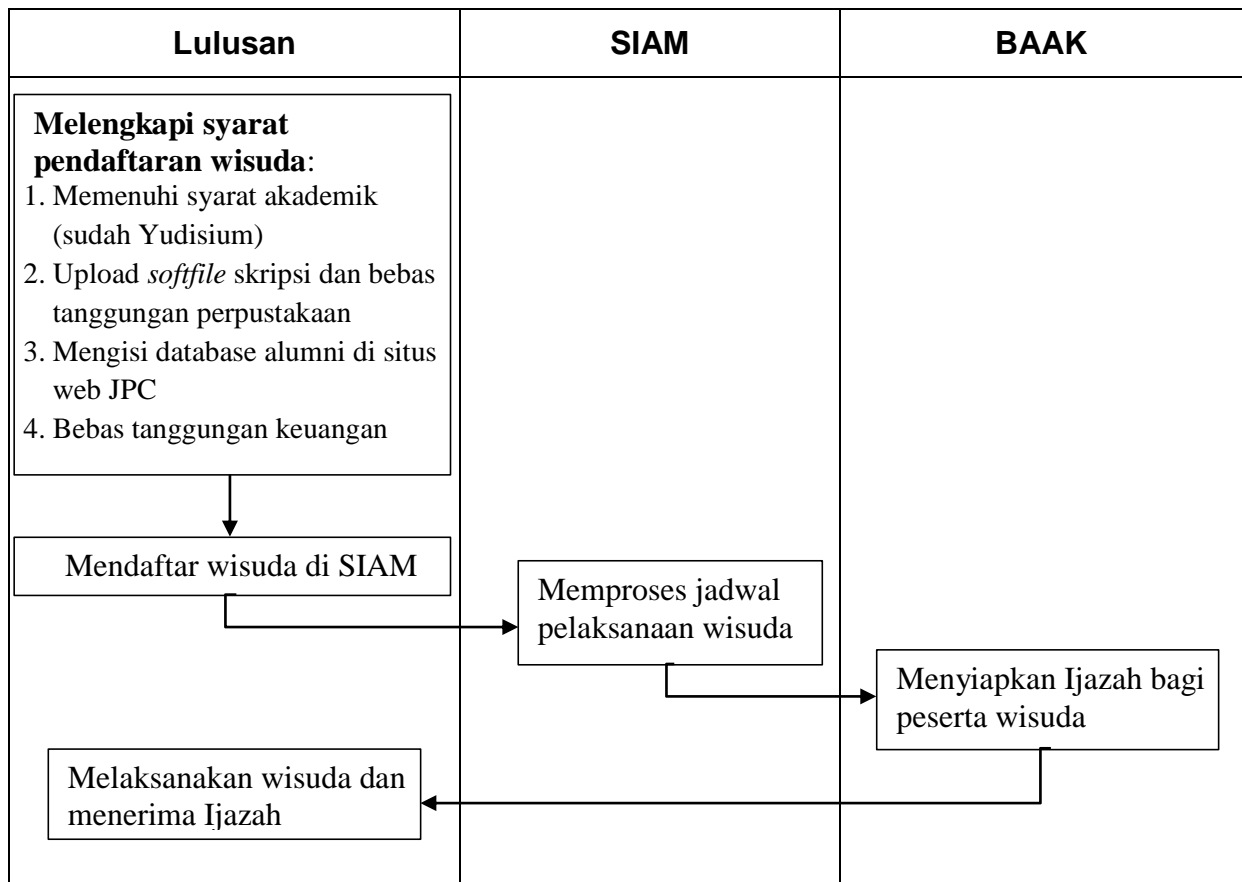 Lulusan
SIAM
BAAK
Melengkapi syarat
pendaftaran wisuda:
1. Memenuhi syarat akademik
(sudah Yudisium)
2. Upload softfile skripsi dan bebas
tanggungan perpustakaan
3. Mengisi database alumni di situs
web JPC
4. Bebas tanggungan keuangan
Mendaftar wisuda di SIAM
Memproses jadwal
pelaksanaan wisuda
Menyiapkan Ijazah bagi
peserta wisuda
Melaksanakan wisuda dan
menerima Ijazah